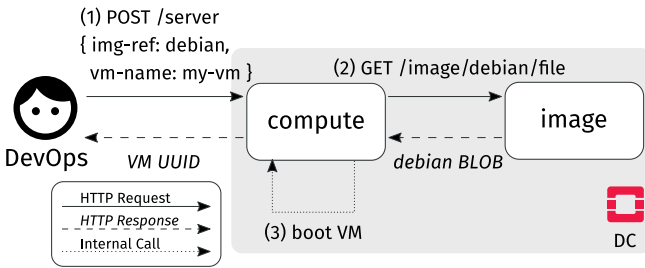 (1) POST /server
{ img-ref: debian,
vm-name: my-vm }
(2) GET /image/debian/file
compute
image
DevOps
VM UUID
debian BLOB
HTTP Request
HTTP Response
Internal Call
(3) boot VM
DC